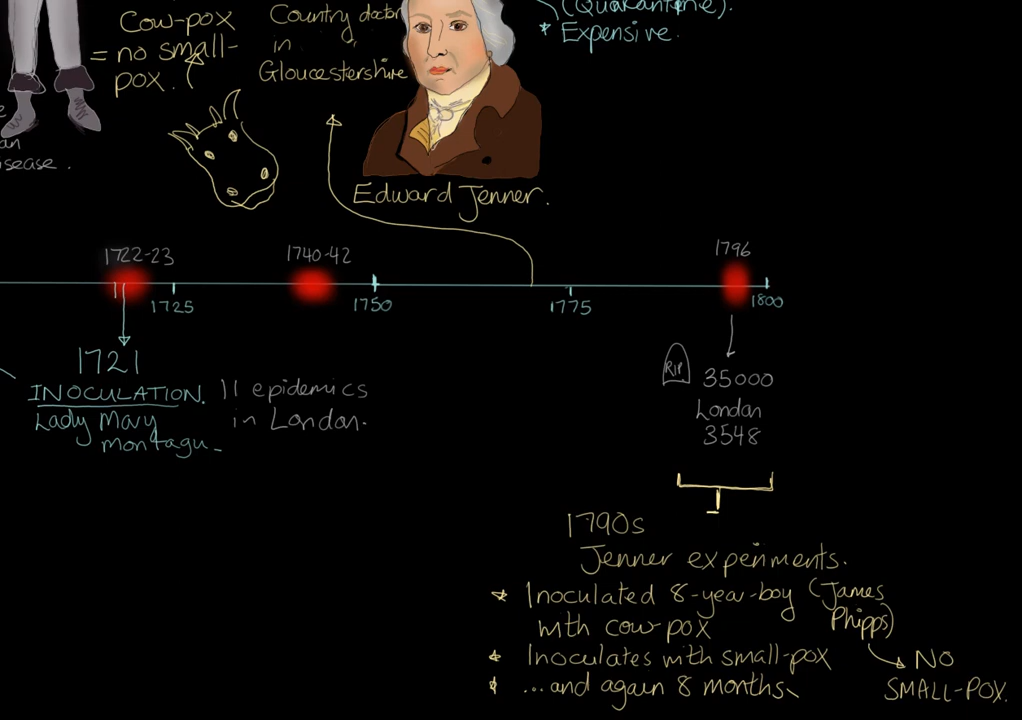 Cow-pox
= no small-
pox.
Country doctor
in
Gloucestershire
(Quarantine).
* Expensive.
an
isease.
Edward Jenner.
1722-23
1740-42
1796
1725
1750
1775
1800
1721
INOCULATION.
Lady Mary
Montagu
11 epidemics
in London.
RIP
35000
London
3548
1790s
Jenner experiments.
* Inoculated 8-year-boy (James
Phipps)
with cow-pox
* Inoculates with small-pox
* ...and again 8 months
NO
SMALL-POX.